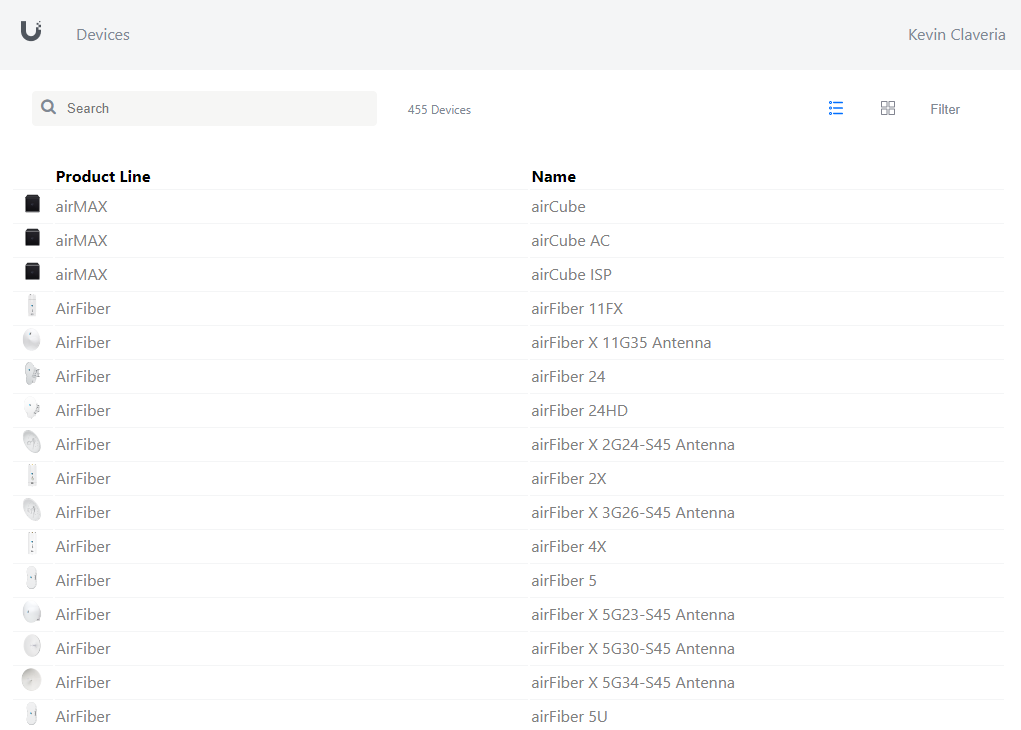 Devices Kevin Claveria
Search 455 Devices Filter
Product Line Name
airMAX airCube
airMAX airCube AC
airMAX airCube ISP
AirFiber airFiber 11FX
AirFiber airFiber X 11G35 Antenna
AirFiber airFiber 24
AirFiber airFiber 24HD
AirFiber airFiber X 2G24-S45 Antenna
AirFiber airFiber 2X
AirFiber airFiber X 3G26-S45 Antenna
AirFiber airFiber 4X
AirFiber airFiber 5
AirFiber airFiber X 5G23-S45 Antenna
AirFiber airFiber X 5G30-S45 Antenna
AirFiber airFiber X 5G34-S45 Antenna
AirFiber airFiber 5U